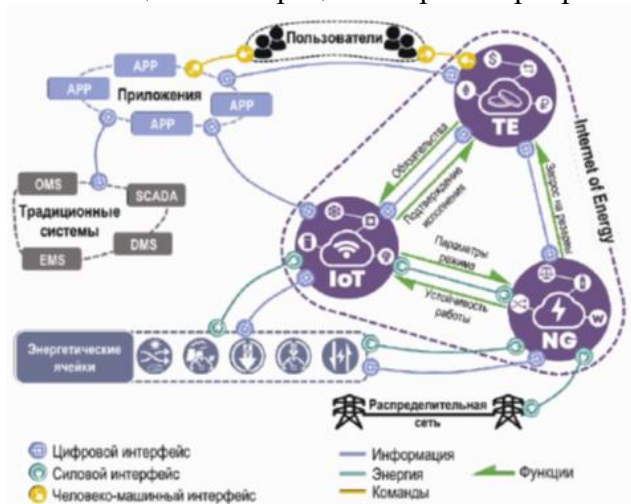 Пользователи
APP
APP
Приложения
APP
APP
TE
Internet of Energy
Обязательства
Подтверждение
исполнения
Запрос на резервы
OMS
SCADA
Традиционные
системы
DMS
EMS
IoT
Параметры
режима
Устойчивость
работы
NG
Энергетические
ячейки
Распределительная
сеть
Цифровой интерфейс
Силовой интерфейс
Человеко-машинный интерфейс
Информация
Энергия
Команды
Функции